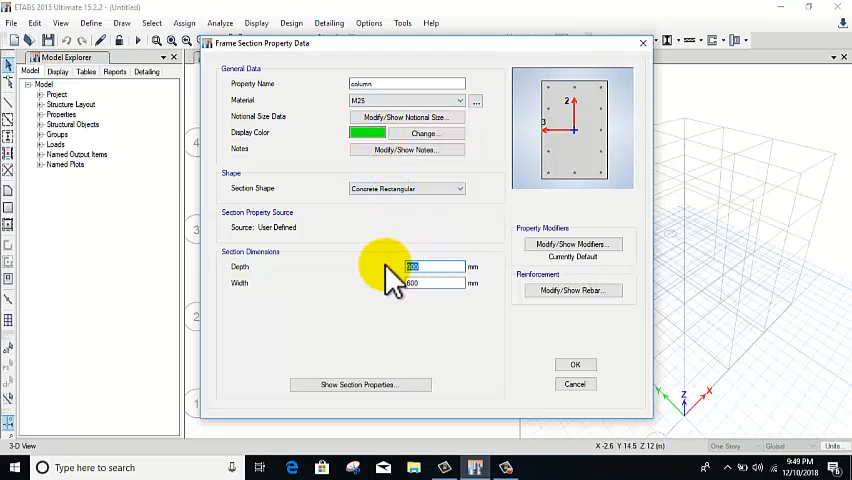 ETABS 2015 Ultimate 15.2.2 - (Untitled)
File Edit View Define Draw Select Assign Analyze Display Design Detailing Options Tools Help
Model Explorer
Model Display Tables Reports Detailing
Model
Project
Structure Layout
Properties
Structural Objects
Groups
Loads
Named Output Items
Named Plots
Frame Section Property Data
General Data
Property Name column
Material M25 ...
Notional Size Data Modify/Show Notional Size...
Display Color Change...
Notes Modify/Show Notes...
Shape
Section Shape Concrete Rectangular
Section Property Source
Source: User Defined
Section Dimensions
Depth mm
Width 600 mm
Show Section Properties...
2
3
Property Modifiers
Modify/Show Modifiers...
Currently Default
Reinforcement
Modify/Show Rebar...
OK
Cancel
4
3
2
1
Y Z X
3-D View X -2.6 Y 14.5 Z 12 (m) One Story Global Units...
Type here to search
9:49 PM
12/10/2018